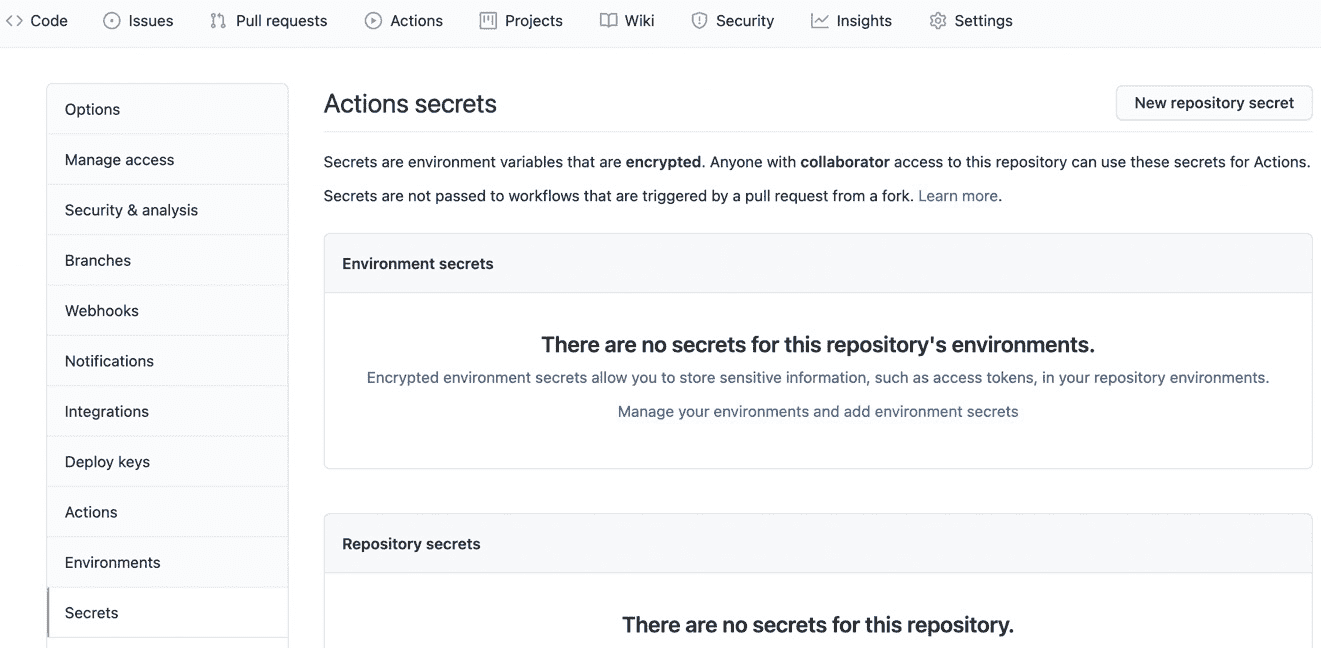 Code Issues Pull requests Actions Projects Wiki Security Insights Settings
Options
Manage access
Security & analysis
Branches
Webhooks
Notifications
Integrations
Deploy keys
Actions
Environments
Secrets
Actions secrets
New repository secret
Secrets are environment variables that are encrypted. Anyone with collaborator access to this repository can use these secrets for Actions.
Secrets are not passed to workflows that are triggered by a pull request from a fork. Learn more.
Environment secrets
There are no secrets for this repository's environments.
Encrypted environment secrets allow you to store sensitive information, such as access tokens, in your repository environments.
Manage your environments and add environment secrets
Repository secrets
There are no secrets for this repository.